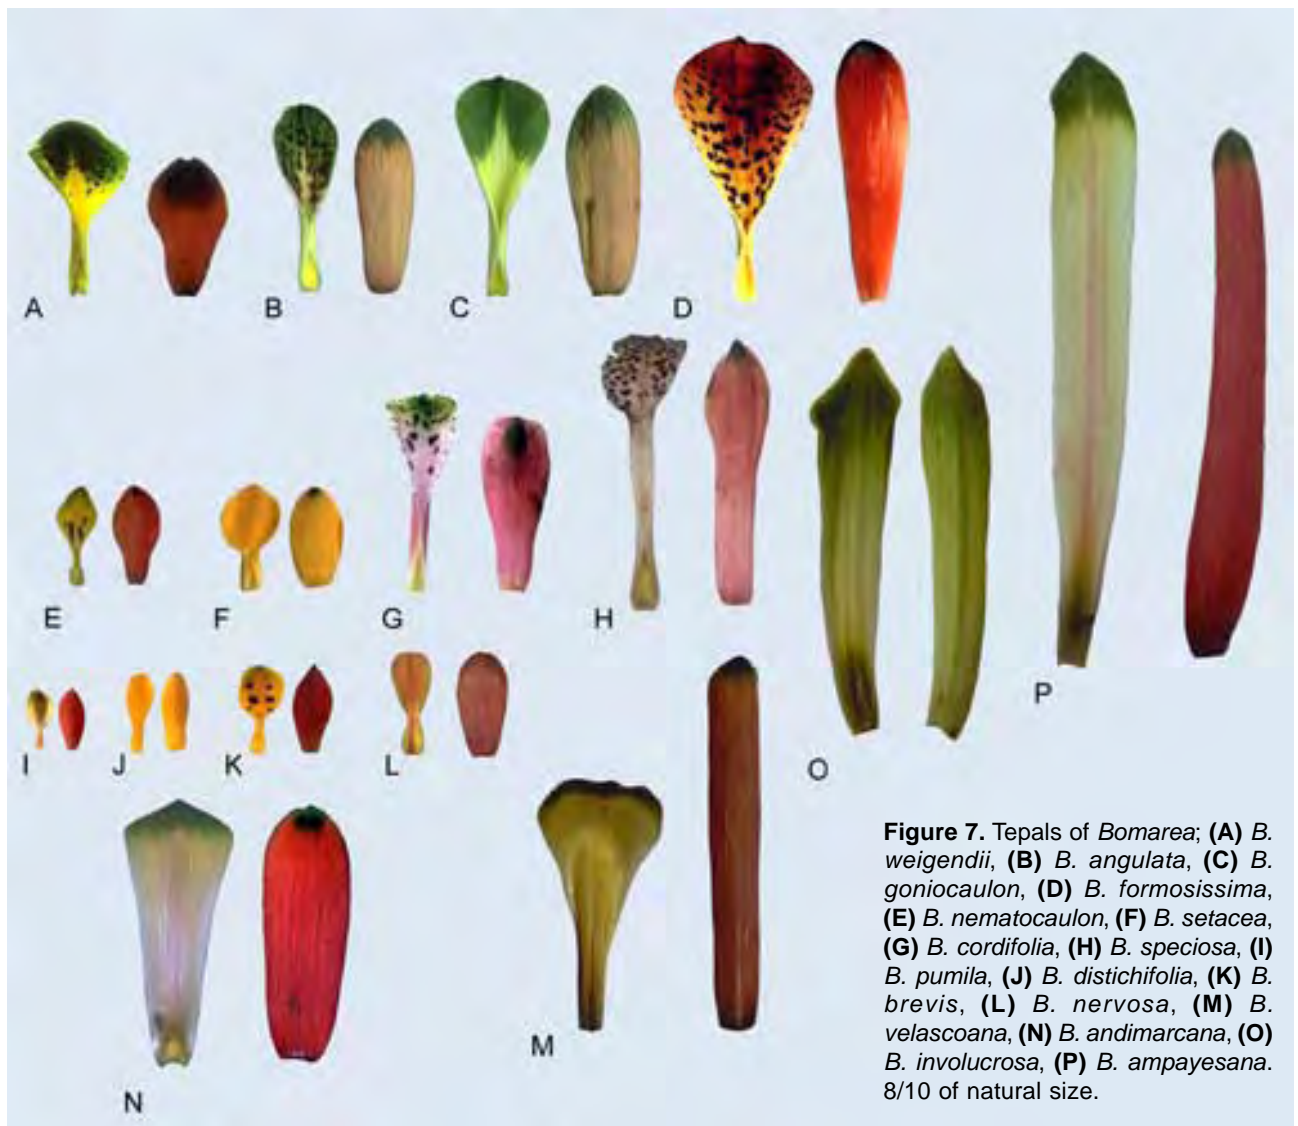 A
B
C
D
E
F
G
H
I
J
K
L
M
N
O
P
Figure 7. Tepals of Bomarea; (A) B.
weigendii, (B) B. angulata, (C) B.
goniocaulon, (D) B. formosissima,
(E) B. nematocaulon, (F) B. setacea,
(G) B. cordifolia, (H) B. speciosa, (I)
B. pumila, (J) B. distichifolia, (K) B.
brevis, (L) B. nervosa, (M) B.
velascoana, (N) B. andimarcana, (O)
B. involucrosa, (P) B. ampayesana.
8/10 of natural size.